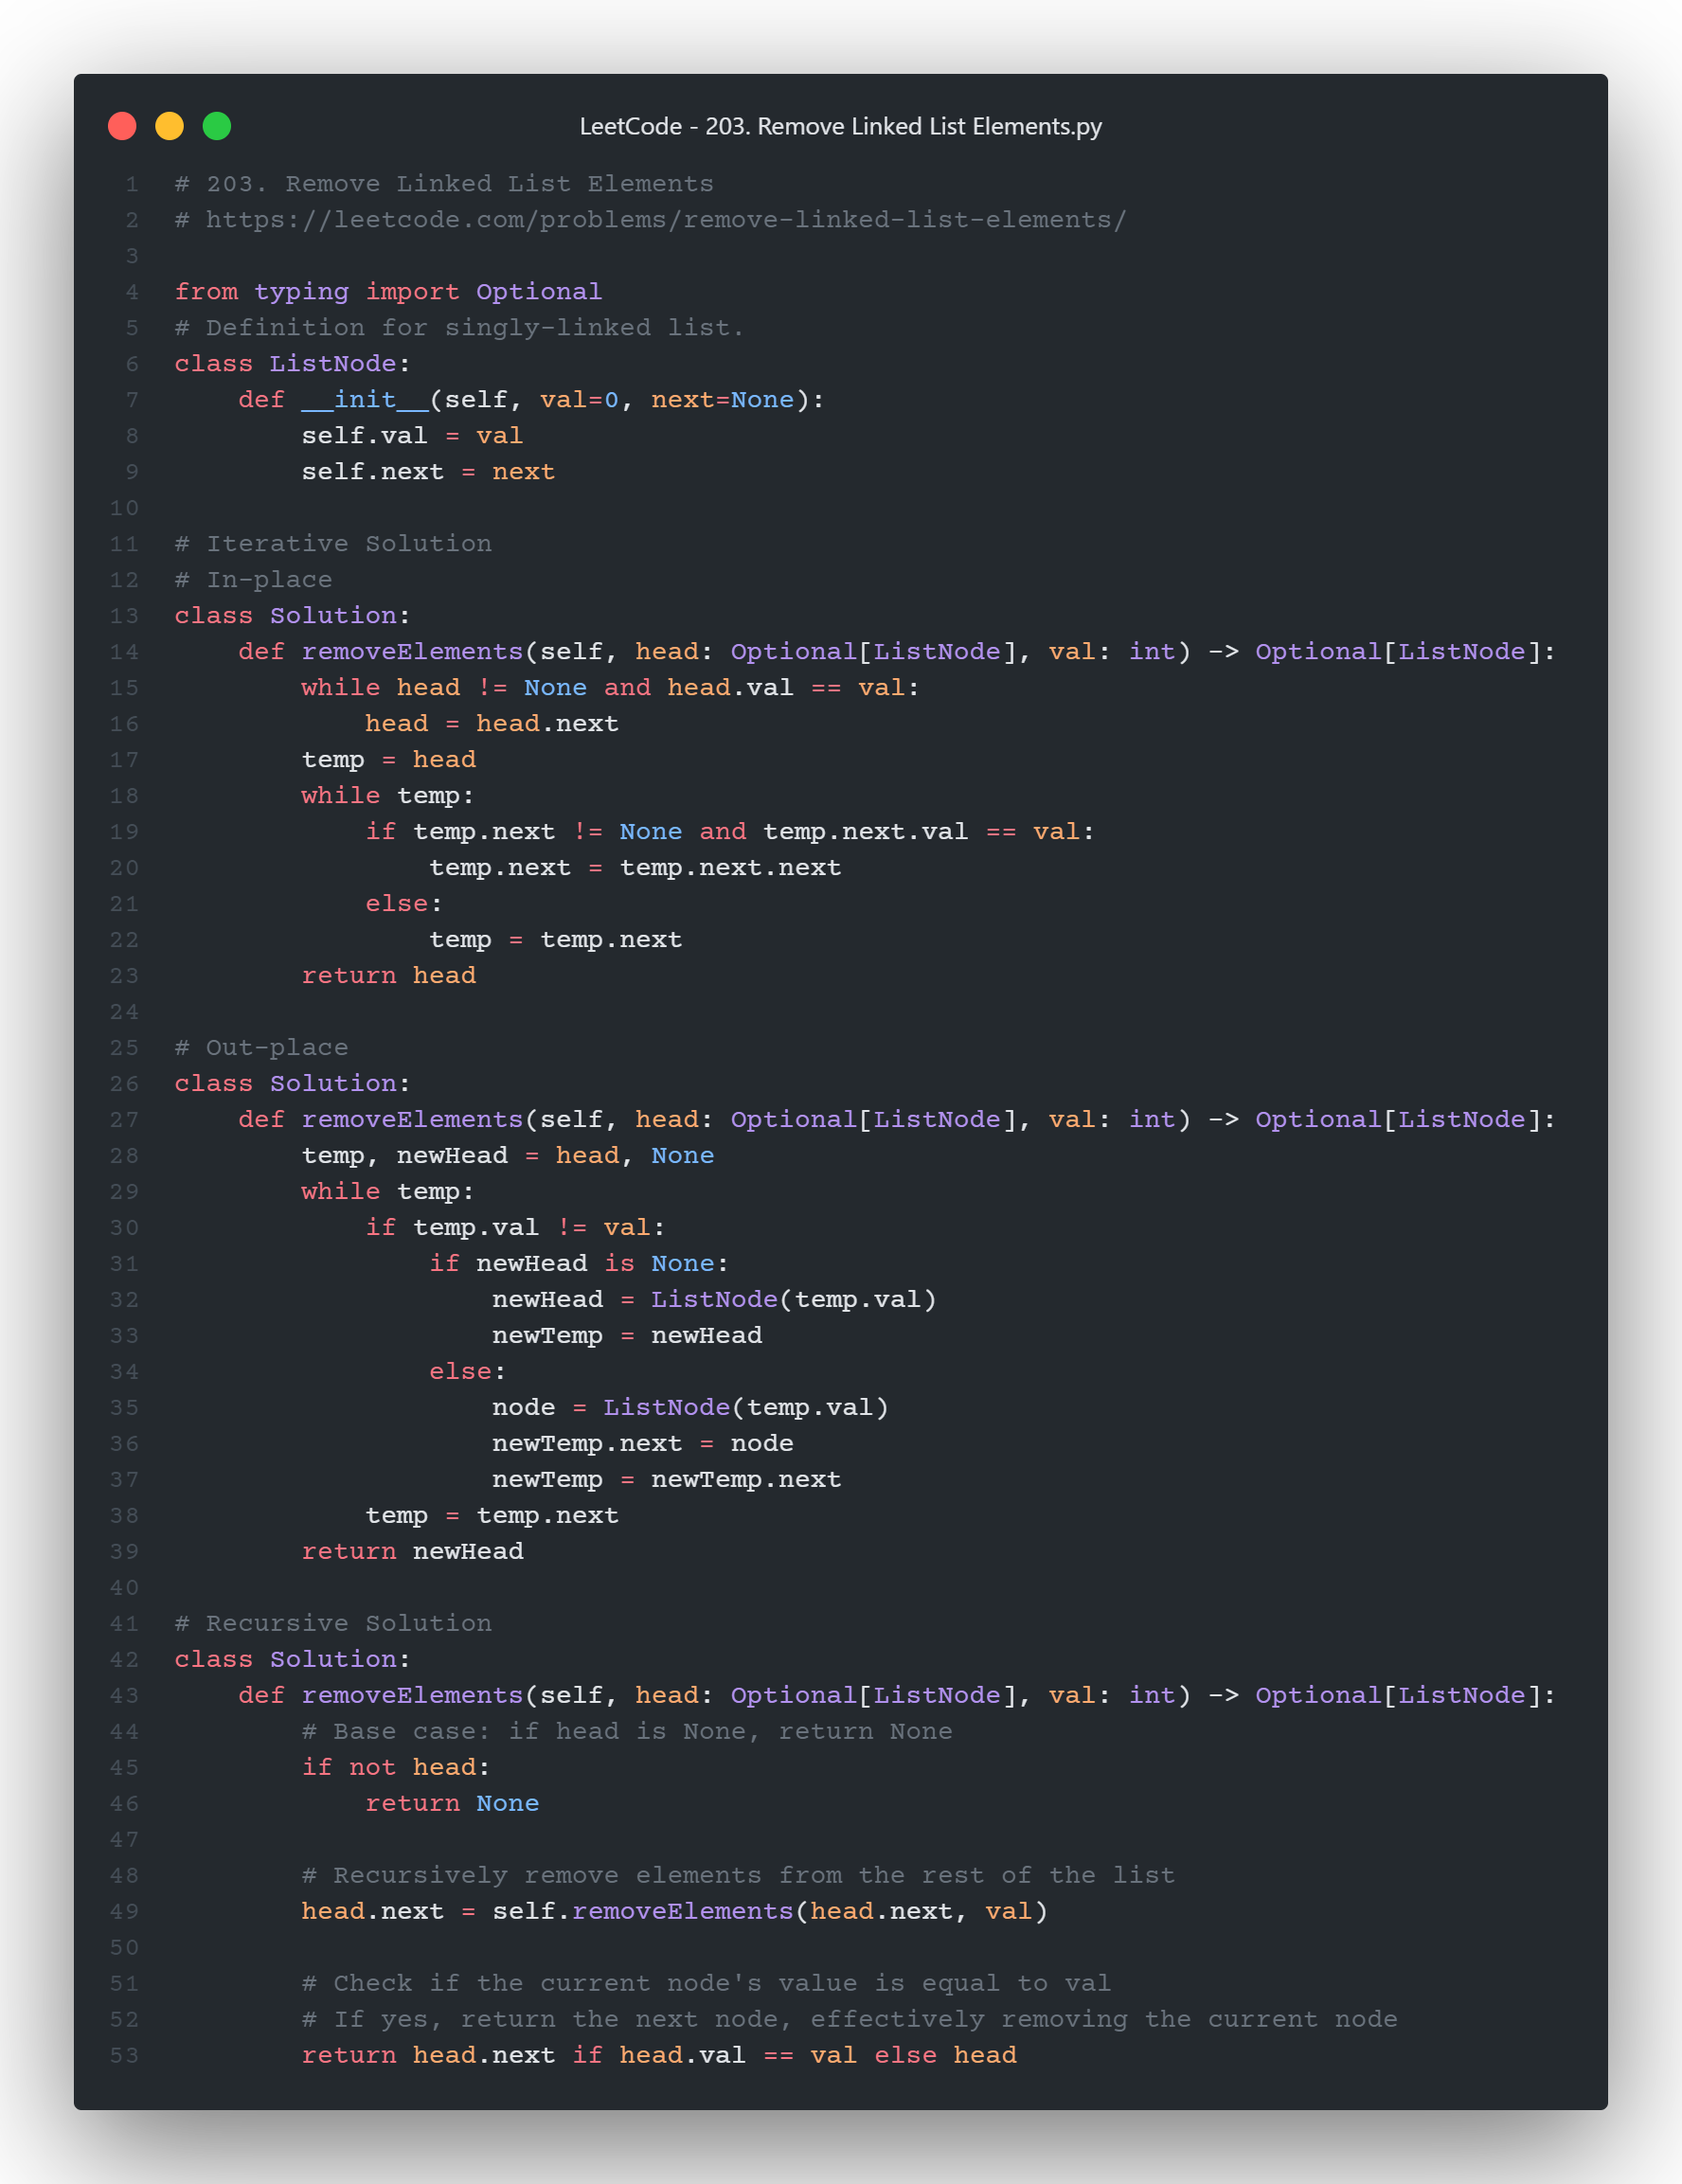 LeetCode - 203. Remove Linked List Elements.py
1 # 203. Remove Linked List Elements
2 # https://leetcode.com/problems/remove-linked-list-elements/
3
4 from typing import Optional
5 # Definition for singly-linked list.
6 class ListNode:
7     def __init__(self, val=0, next=None):
8         self.val = val
9         self.next = next
10
11 # Iterative Solution
12 # In-place
13 class Solution:
14     def removeElements(self, head: Optional[ListNode], val: int) -> Optional[ListNode]:
15         while head != None and head.val == val:
16             head = head.next
17         temp = head
18         while temp:
19             if temp.next != None and temp.next.val == val:
20                 temp.next = temp.next.next
21             else:
22                 temp = temp.next
23         return head
24
25 # Out-place
26 class Solution:
27     def removeElements(self, head: Optional[ListNode], val: int) -> Optional[ListNode]:
28         temp, newHead = head, None
29         while temp:
30             if temp.val != val:
31                 if newHead is None:
32                     newHead = ListNode(temp.val)
33                     newTemp = newHead
34                 else:
35                     node = ListNode(temp.val)
36                     newTemp.next = node
37                     newTemp = newTemp.next
38             temp = temp.next
39         return newHead
40
41 # Recursive Solution
42 class Solution:
43     def removeElements(self, head: Optional[ListNode], val: int) -> Optional[ListNode]:
44         # Base case: if head is None, return None
45         if not head:
46             return None
47
48         # Recursively remove elements from the rest of the list
49         head.next = self.removeElements(head.next, val)
50
51         # Check if the current node's value is equal to val
52         # If yes, return the next node, effectively removing the current node
53         return head.next if head.val == val else head